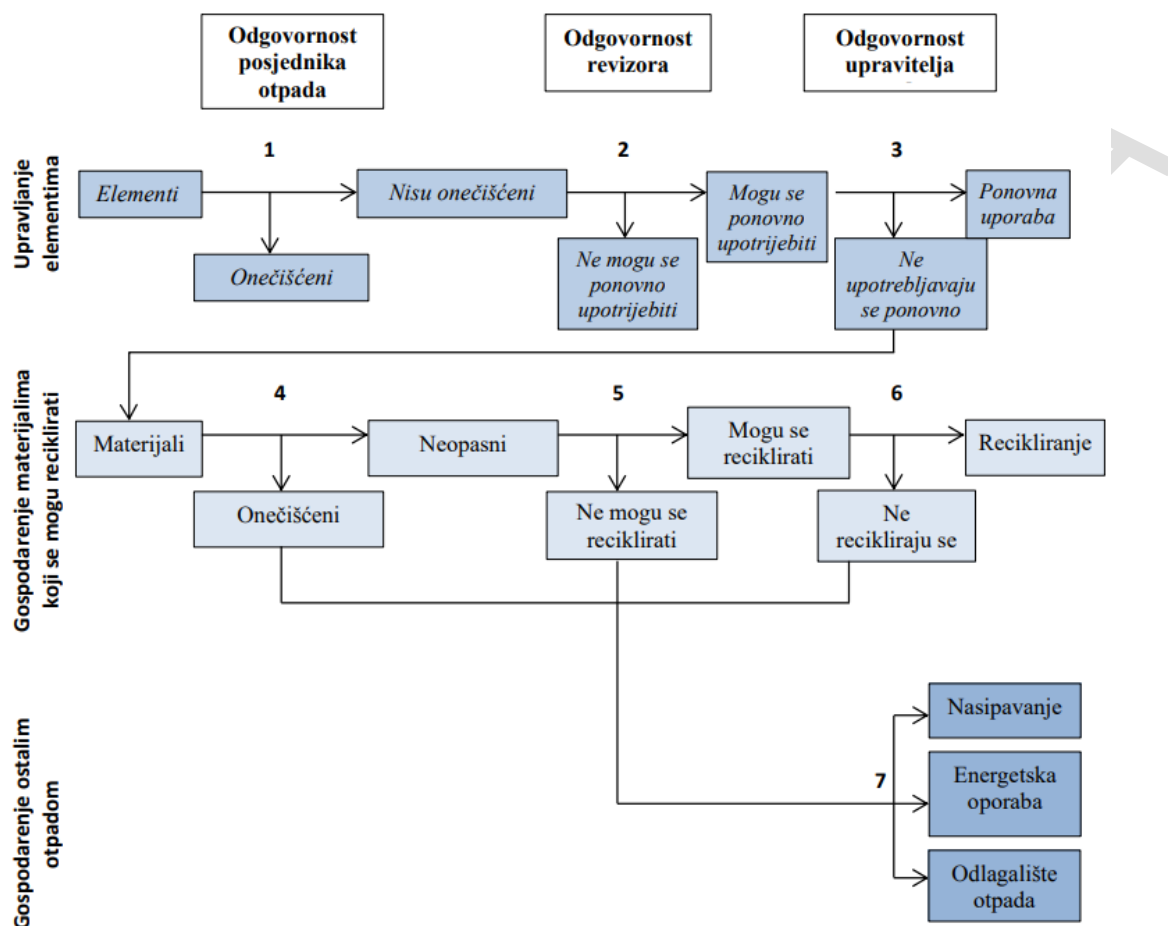 Odgovornost
posjednika
otpada
Odgovornost
revizora
Odgovornost
upravitelja
Upravljanje
elementima
1
2
3
Elementi
Nisu onečišćeni
Mogu se
ponovno
upotrijebiti
Ponovna
uporaba
Onečišćeni
Ne mogu se
ponovno
upotrijebiti
Ne
upotrebljavaju
se ponovno
Gospodarenje materijalima
koji se mogu reciklirati
4
5
6
Materijali
Neopasni
Mogu se
reciklirati
Recikliranje
Onečišćeni
Ne mogu se
reciklirati
Ne
recikliraju se
Gospodarenje ostalim
otpadom
7
Nasipavanje
Energetska
oporaba
Odlagalište
otpada